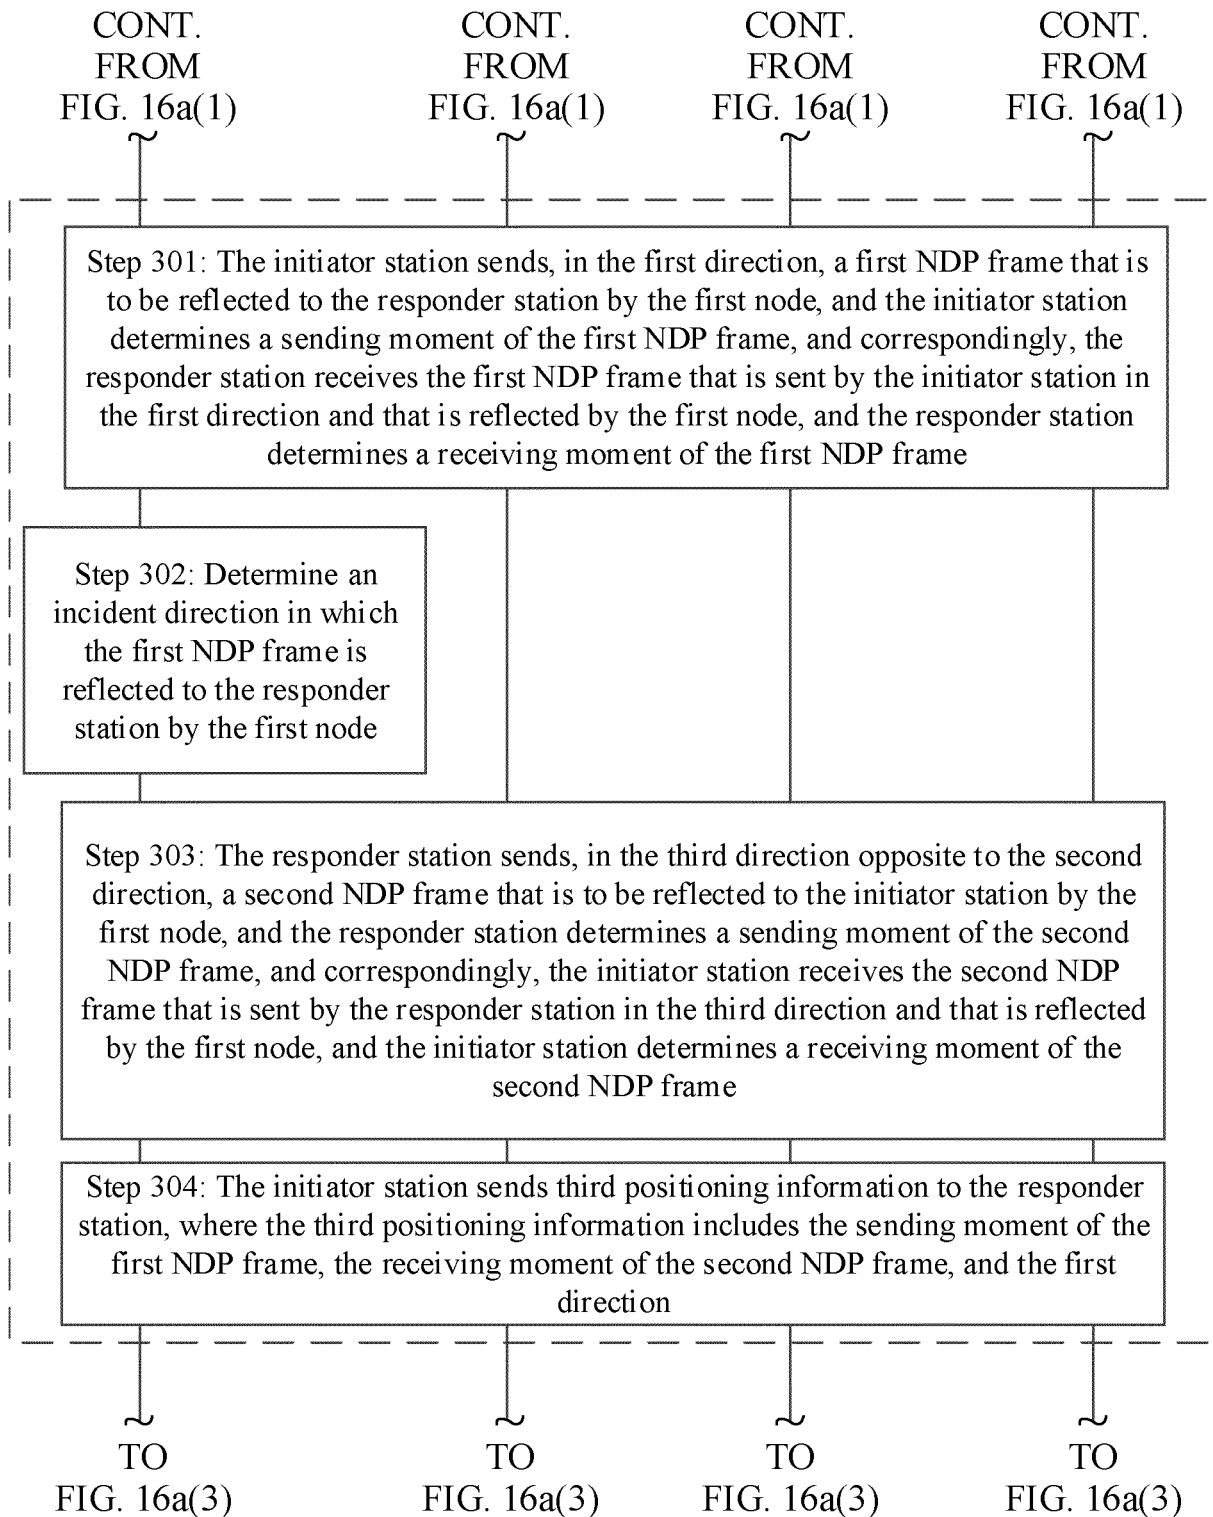 CONT. CONT. CONT. CONT.
FROM FROM FROM FROM
FIG. 16a(1) FIG. 16a(1) FIG. 16a(1) FIG. 16a(1)
Step 301: The initiator station sends, in the first direction, a first NDP frame that is
to be reflected to the responder station by the first node, and the initiator station
determines a sending moment of the first NDP frame, and correspondingly, the
responder station receives the first NDP frame that is sent by the initiator station in
the first direction and that is reflected by the first node, and the responder station
determines a receiving moment of the first NDP frame
Step 302: Determine an
incident direction in which
the first NDP frame is
reflected to the responder
station by the first node
Step 303: The responder station sends, in the third direction opposite to the second
direction, a second NDP frame that is to be reflected to the initiator station by the
first node, and the responder station determines a sending moment of the second
NDP frame, and correspondingly, the initiator station receives the second NDP
frame that is sent by the responder station in the third direction and that is reflected
by the first node, and the initiator station determines a receiving moment of the
second NDP frame
Step 304: The initiator station sends third positioning information to the responder
station, where the third positioning information includes the sending moment of the
first NDP frame, the receiving moment of the second NDP frame, and the first
direction
TO TO TO TO
FIG. 16a(3) FIG. 16a(3) FIG. 16a(3) FIG. 16a(3)